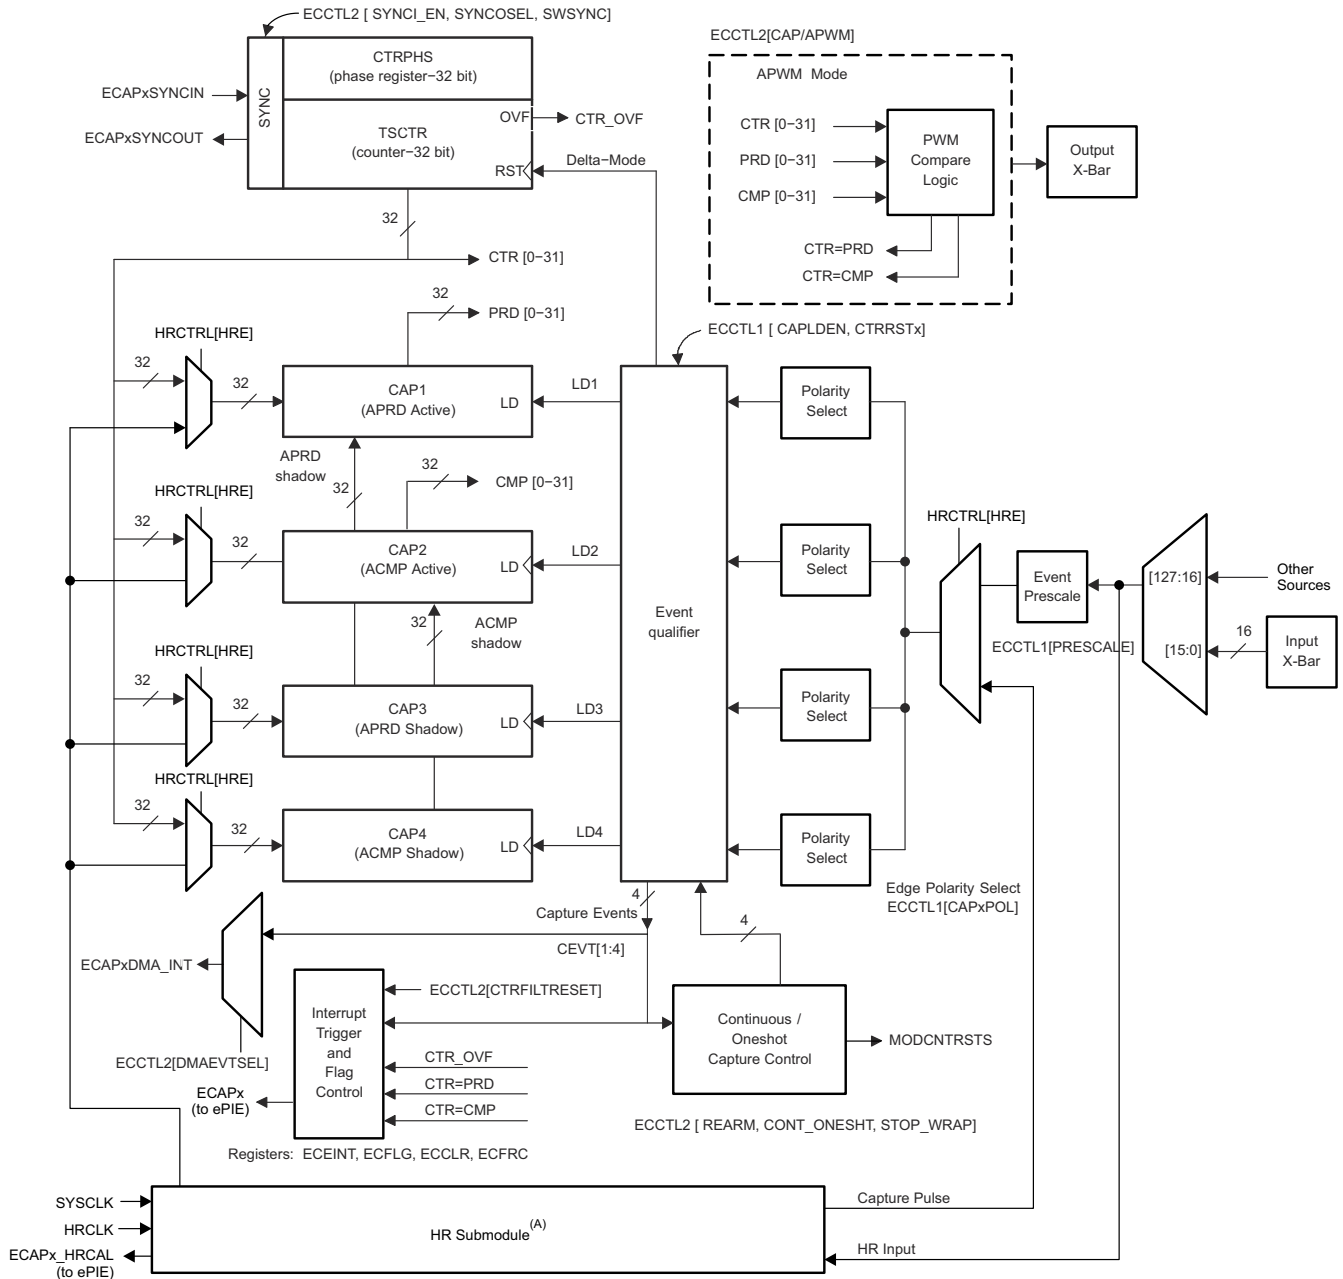 ECCTL2 [ SYNCI_EN, SYNCOSEL, SWSYNC]
SYNC
CTRPHS
(phase register−32 bit)
ECAPxSYNCIN
ECAPxSYNCOUT
TSCTR
(counter−32 bit)
OVF
CTR_OVF
RST
Delta−Mode
32
CTR [0−31]
32
PRD [0−31]
ECCTL2[CAP/APWM]
APWM Mode
CTR [0−31]
PRD [0−31]
CMP [0−31]
PWM
Compare
Logic
CTR=PRD
CTR=CMP
Output
X-Bar
ECCTL1 [ CAPLDEN, CTRRSTx]
HRCTRL[HRE]
32
32
CAP1
(APRD Active)
LD
LD1
Polarity
Select
APRD
shadow
32
32
CMP [0−31]
HRCTRL[HRE]
32
32
CAP2
(ACMP Active)
LD
LD2
Polarity
Select
32
ACMP
shadow
Event
qualifier
HRCTRL[HRE]
Event
Prescale
ECCTL1[PRESCALE]
[127:16]
[15:0]
Other
Sources
16
Input
X-Bar
HRCTRL[HRE]
32
32
CAP3
(APRD Shadow)
LD
LD3
Polarity
Select
HRCTRL[HRE]
32
32
CAP4
(ACMP Shadow)
LD
LD4
Polarity
Select
Edge Polarity Select
ECCTL1[CAPxPOL]
4
Capture Events
CEVT[1:4]
4
ECAPxDMA_INT
ECCTL2[DMAEVTSEL]
Interrupt
Trigger
and
Flag
Control
ECCTL2[CTRFILTRESET]
CTR_OVF
CTR=PRD
CTR=CMP
ECAPx
(to ePIE)
Continuous /
Oneshot
Capture Control
MODCNTRSTS
ECCTL2 [ REARM, CONT_ONESHT, STOP_WRAP]
Registers: ECEINT, ECFLG, ECCLR, ECFRC
SYSCLK
HRCLK
ECAPx_HRCAL
(to ePIE)
HR Submodule(A)
Capture Pulse
HR Input